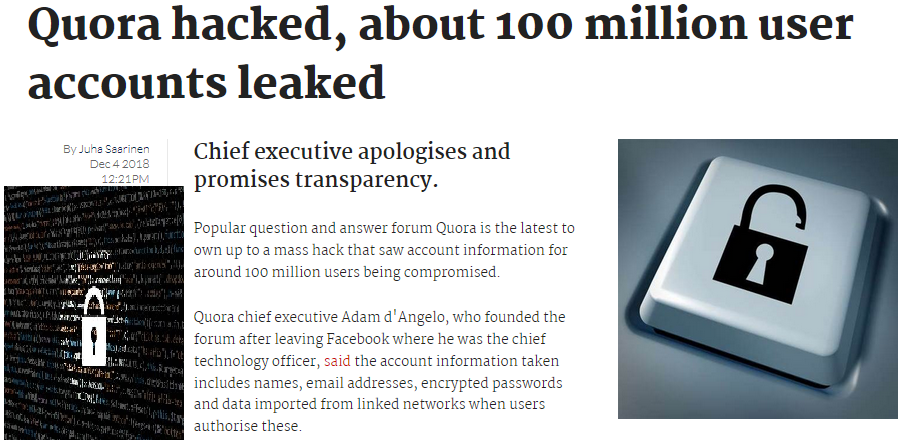 Quora hacked, about 100 million user
accounts leaked
By Juha Saarinen
Dec 4 2018
12:21PM
Chief executive apologises and
promises transparency.
Popular question and answer forum Quora is the latest to
own up to a mass hack that saw account information for
around 100 million users being compromised.
Quora chief executive Adam d'Angelo, who founded the
forum after leaving Facebook where he was the chief
technology officer, said the account information taken
includes names, email addresses, encrypted passwords
and data imported from linked networks when users
authorise these.